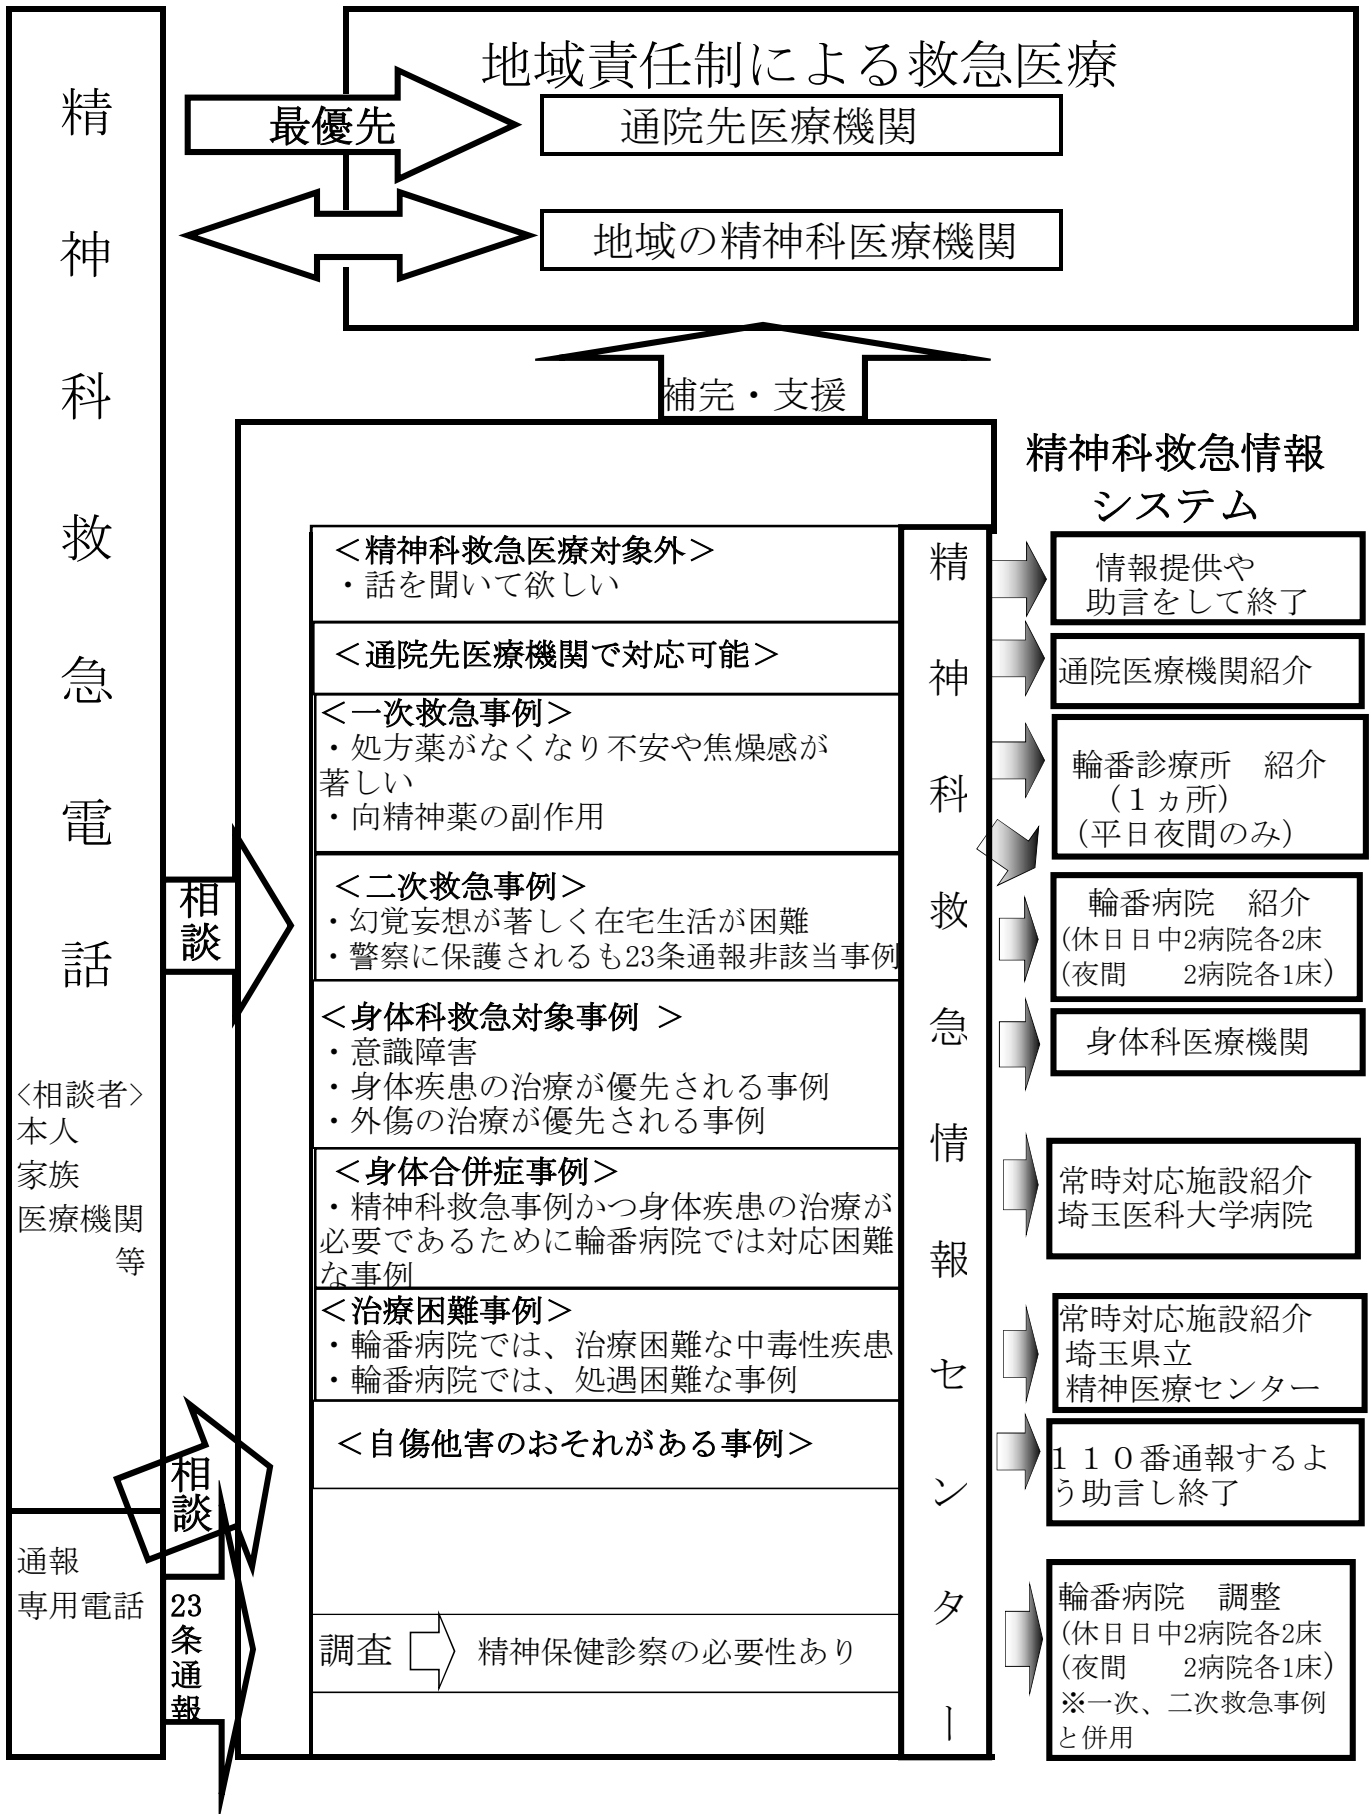 精神科救急電話
<相談者>
本人
家族
医療機関
等
通報
専用電話
地域責任制による救急医療
最優先
通院先医療機関
地域の精神科医療機関
補完・支援
相談
相談
23条通報
＜精神科救急医療対象外＞
・話を聞いて欲しい
＜通院先医療機関で対応可能＞
＜一次救急事例＞
・処方薬がなくなり不安や焦燥感が
著しい
・向精神薬の副作用
＜二次救急事例＞
・幻覚妄想が著しく在宅生活が困難
・警察に保護されるも23条通報非該当事例
＜身体科救急対象事例 ＞
・意識障害
・身体疾患の治療が優先される事例
・外傷の治療が優先される事例
＜身体合併症事例＞
・精神科救急事例かつ身体疾患の治療が
必要であるために輪番病院では対応困難
な事例
＜治療困難事例＞
・輪番病院では、治療困難な中毒性疾患
・輪番病院では、処遇困難な事例
＜自傷他害のおそれがある事例＞
調査
精神保健診察の必要性あり
精神科救急情報センター
精神科救急情報
システム
情報提供や
助言をして終了
通院医療機関紹介
輪番診療所　紹介
（１ヵ所）
（平日夜間のみ）
輪番病院　紹介
(休日日中2病院各2床
(夜間　　2病院各1床)
身体科医療機関
常時対応施設紹介
埼玉医科大学病院
常時対応施設紹介
埼玉県立
精神医療センター
１１０番通報するよ
う助言し終了
輪番病院　調整
(休日日中2病院各2床
(夜間　　2病院各1床)
※一次、二次救急事例
と併用